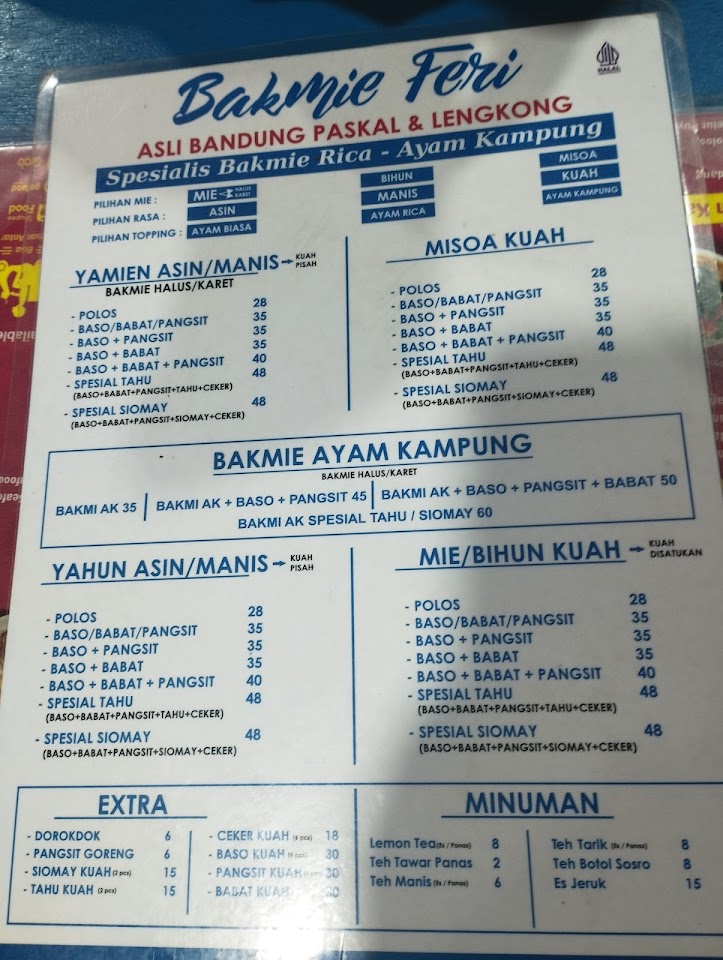 Bakmie Feri
HALAL
ASLI BANDUNG PASKAL & LENGKONG
Spesialis Bakmie Rica - Ayam Kampung
PILIHAN MIE : MIE HALUS KARET BIHUN MISOA
PILIHAN RASA : ASIN MANIS KUAH
PILIHAN TOPPING : AYAM BIASA AYAM RICA AYAM KAMPUNG
YAMIEN ASIN/MANIS → KUAH PISAH
BAKMIE HALUS/KARET
- POLOS 28
- BASO/BABAT/PANGSIT 35
- BASO + PANGSIT 35
- BASO + BABAT 35
- BASO + BABAT + PANGSIT 40
- SPESIAL TAHU 48
(BASO+BABAT+PANGSIT+TAHU+CEKER)
- SPESIAL SIOMAY 48
(BASO+BABAT+PANGSIT+SIOMAY+CEKER)
MISOA KUAH
- POLOS 28
- BASO/BABAT/PANGSIT 35
- BASO + PANGSIT 35
- BASO + BABAT 35
- BASO + BABAT + PANGSIT 40
- SPESIAL TAHU 48
(BASO+BABAT+PANGSIT+TAHU+CEKER)
- SPESIAL SIOMAY 48
(BASO+BABAT+PANGSIT+SIOMAY+CEKER)
BAKMIE AYAM KAMPUNG
BAKMIE HALUS/KARET
BAKMI AK 35 | BAKMI AK + BASO + PANGSIT 45 | BAKMI AK + BASO + PANGSIT + BABAT 50
BAKMI AK SPESIAL TAHU / SIOMAY 60
YAHUN ASIN/MANIS → KUAH PISAH
- POLOS 28
- BASO/BABAT/PANGSIT 35
- BASO + PANGSIT 35
- BASO + BABAT 35
- BASO + BABAT + PANGSIT 40
- SPESIAL TAHU 48
(BASO+BABAT+PANGSIT+TAHU+CEKER)
- SPESIAL SIOMAY 48
(BASO+BABAT+PANGSIT+SIOMAY+CEKER)
MIE/BIHUN KUAH → KUAH DISATUKAN
- POLOS 28
- BASO/BABAT/PANGSIT 35
- BASO + PANGSIT 35
- BASO + BABAT 35
- BASO + BABAT + PANGSIT 40
- SPESIAL TAHU 48
(BASO+BABAT+PANGSIT+TAHU+CEKER)
- SPESIAL SIOMAY 48
(BASO+BABAT+PANGSIT+SIOMAY+CEKER)
EXTRA
- DOROKDOK 6
- PANGSIT GORENG 6
- SIOMAY KUAH (2 pcs) 15
- TAHU KUAH (2 pcs) 15
- CEKER KUAH 18
- BASO KUAH 30
- PANGSIT KUAH 30
- BABAT KUAH
MINUMAN
Lemon Tea (Es / Panas) 8
Teh Tawar Panas 2
Teh Manis (Es / Panas) 6
Teh Tarik (Es / Panas) 8
Teh Botol Sosro 8
Es Jeruk 15